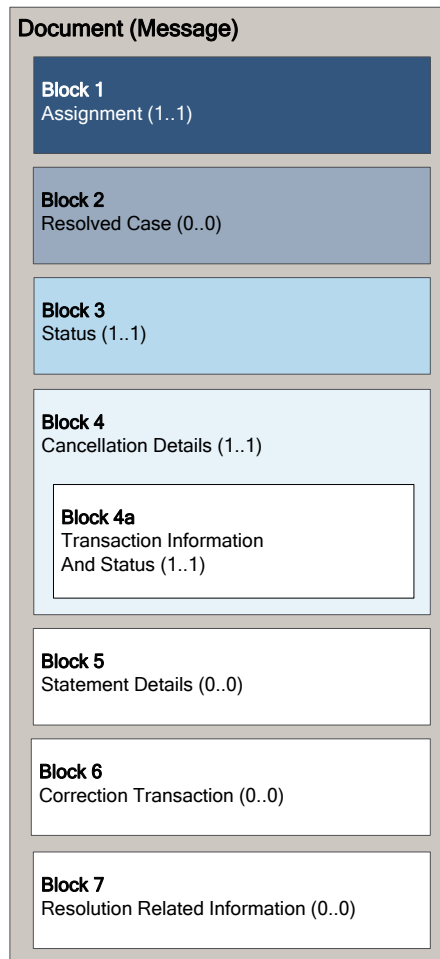 Document (Message)
Block 1
Assignment (1..1)
Block 2
Resolved Case (0..0)
Block 3
Status (1..1)
Block 4
Cancellation Details (1..1)
Block 4a
Transaction Information
And Status (1..1)
Block 5
Statement Details (0..0)
Block 6
Correction Transaction (0..0)
Block 7
Resolution Related Information (0..0)